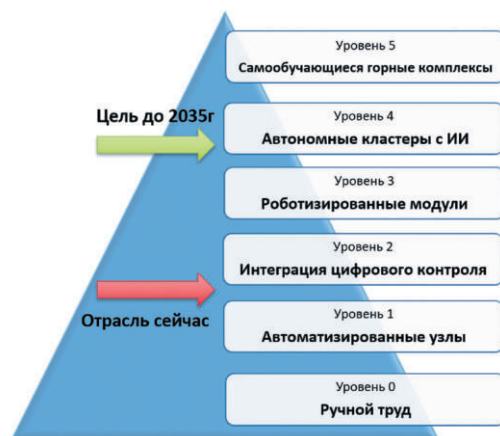 Уровень 5
Самообучающиеся горные комплексы
Цель до 2035г
Уровень 4
Автономные кластеры с ИИ
Уровень 3
Роботизированные модули
Уровень 2
Интеграция цифрового контроля
Отрасль сейчас
Уровень 1
Автоматизированные узлы
Уровень 0
Ручной труд